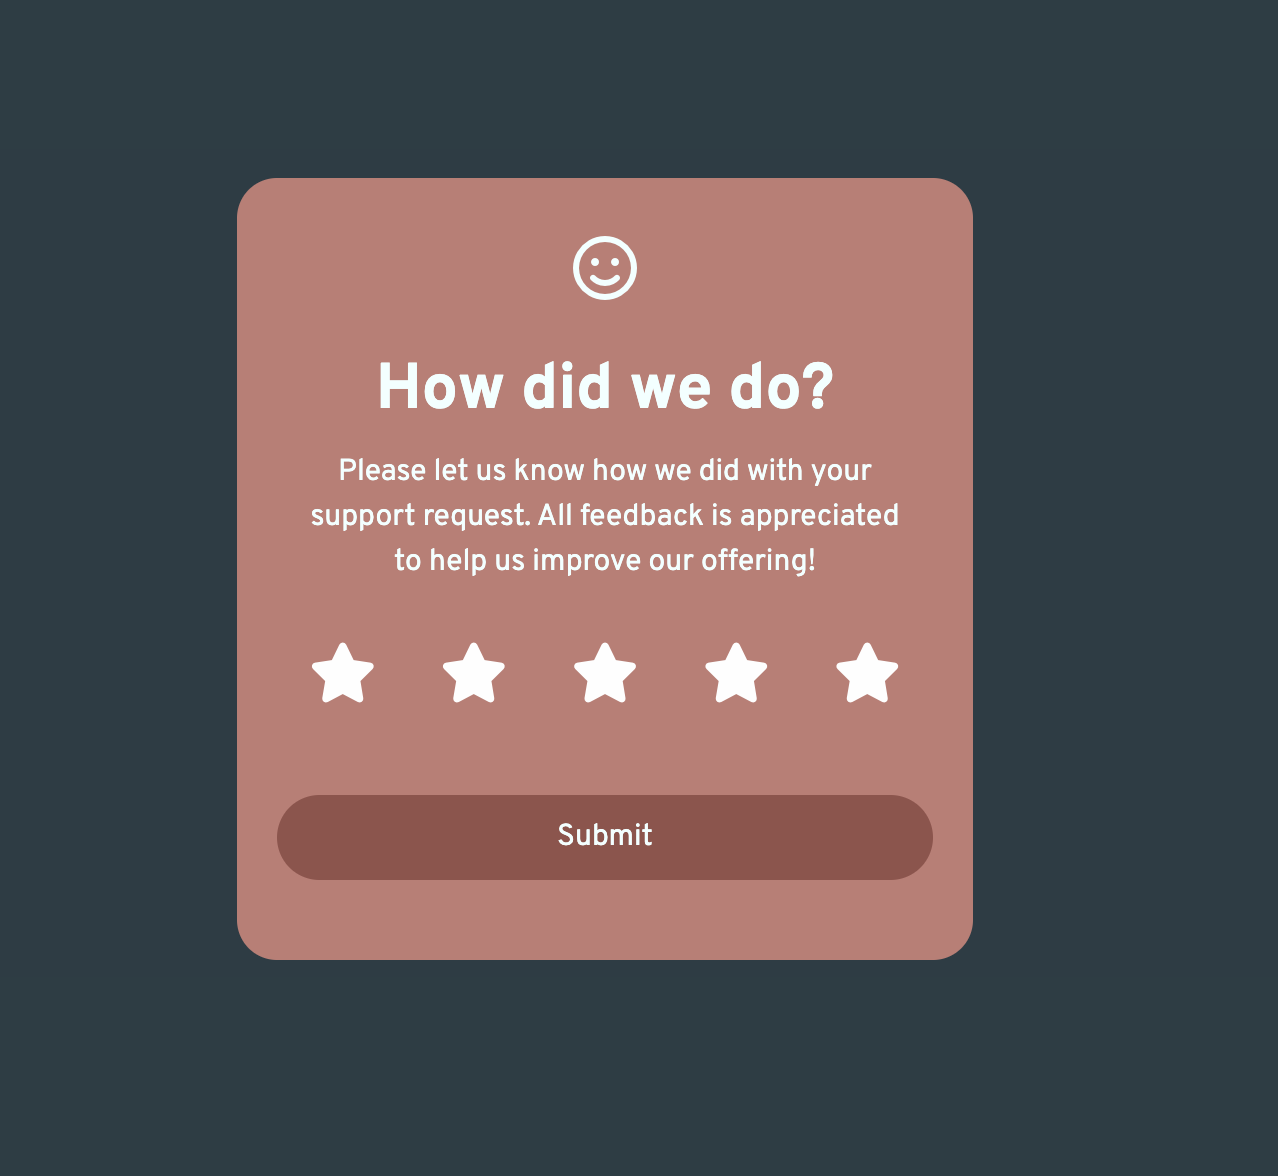 How did we do?
Please let us know how we did with your
support request. All feedback is appreciated
to help us improve our offering!
Submit